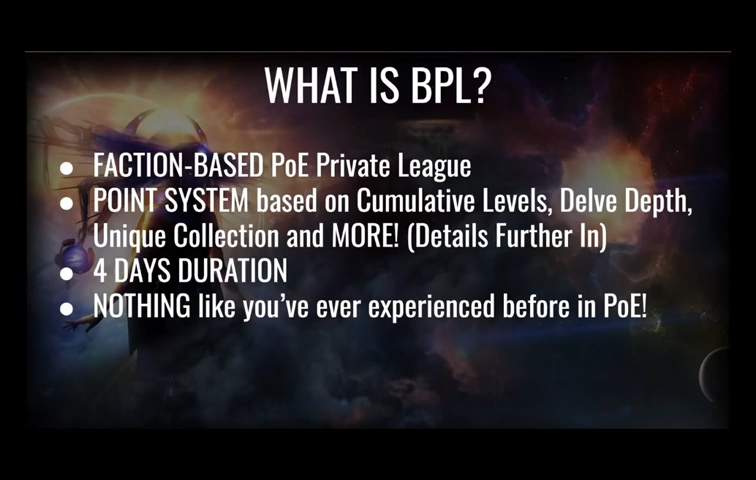 WHAT IS BPL?
● FACTION-BASED PoE Private League
● POINT SYSTEM based on Cumulative Levels, Delve Depth,
Unique Collection and MORE! (Details Further In)
● 4 DAYS DURATION
● NOTHING like you’ve ever experienced before in PoE!